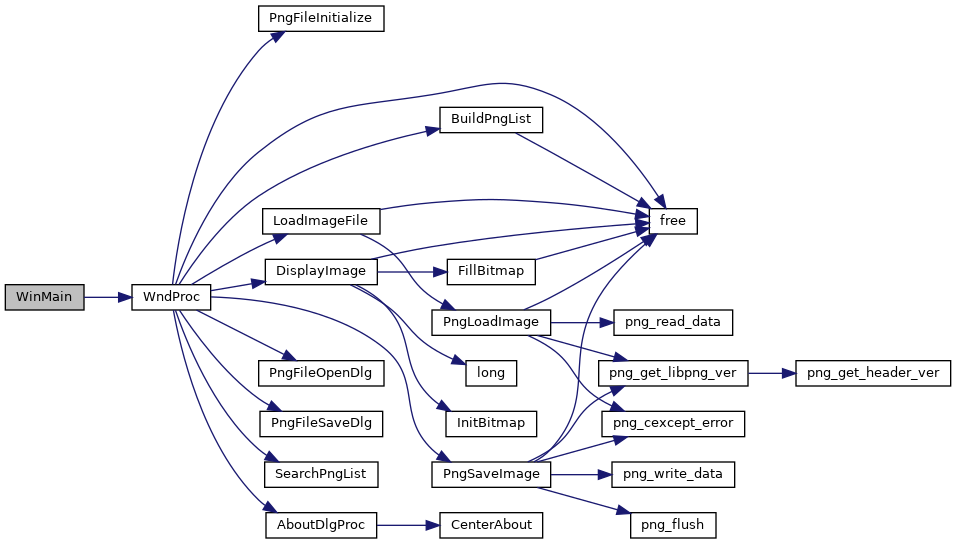 PngFileInitialize
BuildPngList
LoadImageFile
free
DisplayImage
FillBitmap
WinMain
WndProc
PngLoadImage
png_read_data
PngFileOpenDlg
long
png_get_libpng_ver
png_get_header_ver
PngFileSaveDlg
InitBitmap
png_cexcept_error
SearchPngList
PngSaveImage
png_write_data
AboutDlgProc
CenterAbout
png_flush